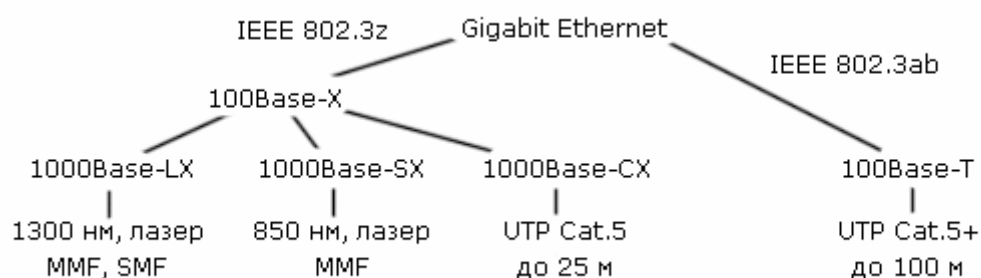 IEEE 802.3z
Gigabit Ethernet
IEEE 802.3ab
100Base-X
1000Base-LX
1000Base-SX
1000Base-CX
100Base-T
1300 нм, лазер
MMF, SMF
850 нм, лазер
MMF
UTP Cat.5
до 25 м
UTP Cat.5+
до 100 м